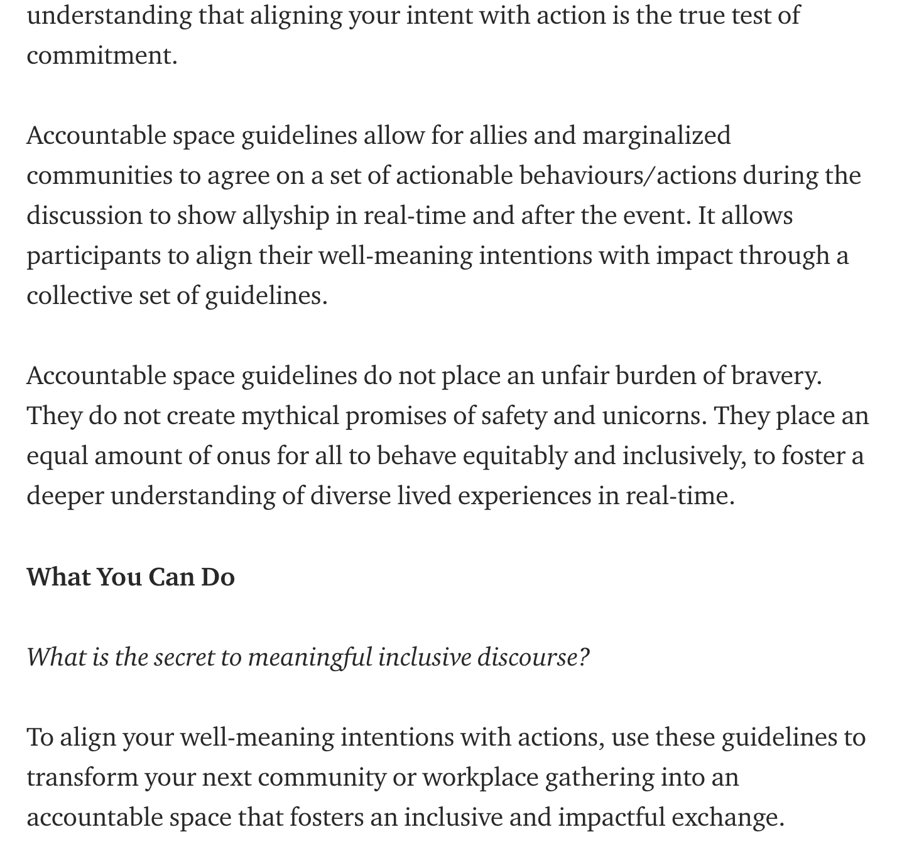 understanding that aligning your intent with action is the true test of
commitment.
Accountable space guidelines allow for allies and marginalized
communities to agree on a set of actionable behaviours/actions during the
discussion to show allyship in real-time and after the event. It allows
participants to align their well-meaning intentions with impact through a
collective set of guidelines.
Accountable space guidelines do not place an unfair burden of bravery.
They do not create mythical promises of safety and unicorns. They place an
equal amount of onus for all to behave equitably and inclusively, to foster a
deeper understanding of diverse lived experiences in real-time.
What You Can Do
What is the secret to meaningful inclusive discourse?
To align your well-meaning intentions with actions, use these guidelines to
transform your next community or workplace gathering into an
accountable space that fosters an inclusive and impactful exchange.